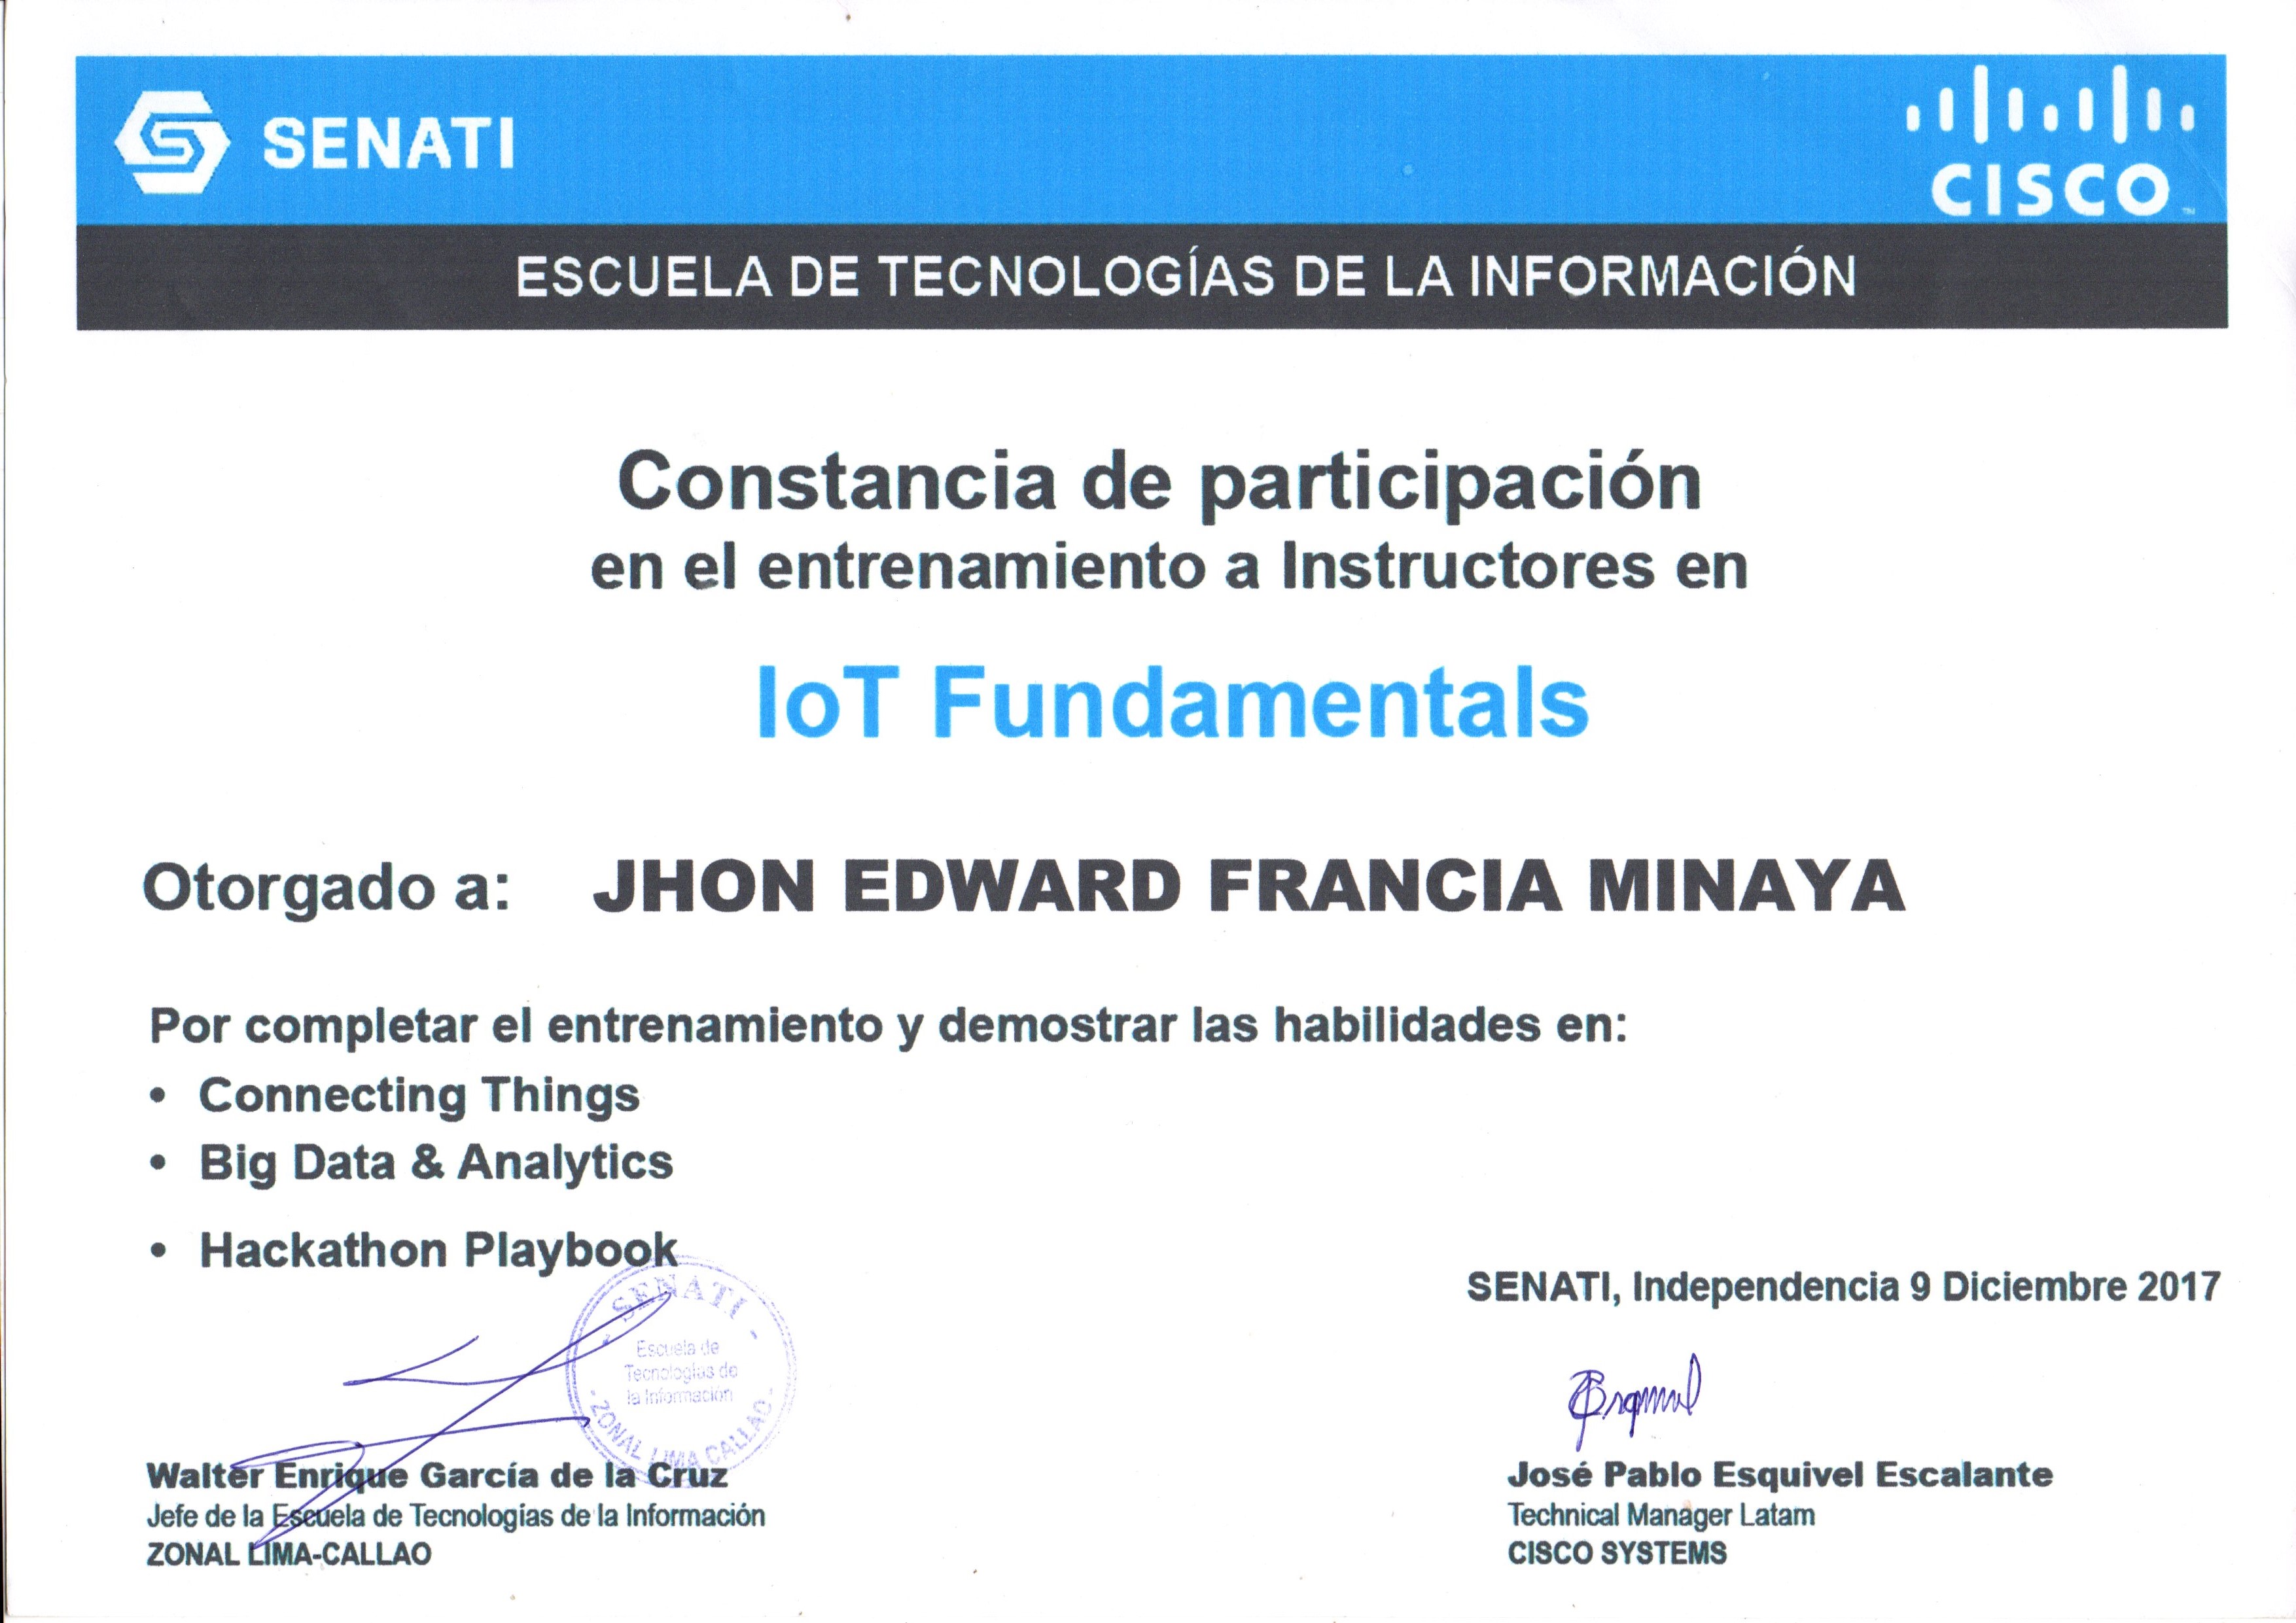 SENATI
CISCO
ESCUELA DE TECNOLOGÍAS DE LA INFORMACIÓN
Constancia de participación
en el entrenamiento a Instructores en
IoT Fundamentals
Otorgado a: JHON EDWARD FRANCIA MINAYA
Por completar el entrenamiento y demostrar las habilidades en:
• Connecting Things
• Big Data & Analytics
• Hackathon Playbook
SENATI, Independencia 9 Diciembre 2017
- SENATI -
Escuela de
Tecnologías de
la Información
- ZONAL LIMA CALLAO -
Walter Enrique García de la Cruz
Jefe de la Escuela de Tecnologías de la Información
ZONAL LIMA-CALLAO
José Pablo Esquivel Escalante
Technical Manager Latam
CISCO SYSTEMS